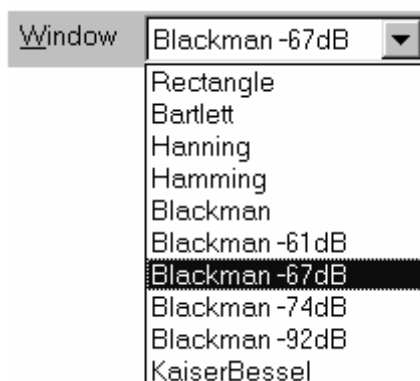 Window Blackman -67dB
Rectangle
Bartlett
Hanning
Hamming
Blackman
Blackman -61dB
Blackman -67dB
Blackman -74dB
Blackman -92dB
KaiserBessel